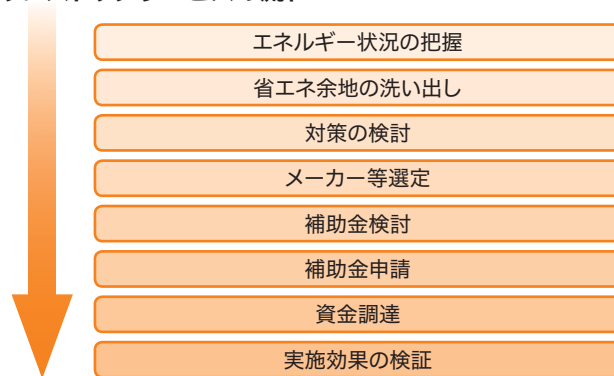 エネルギー状況の把握
省エネ余地の洗い出し
対策の検討
メーカー等選定
補助金検討
補助金申請
資金調達
実施効果の検証